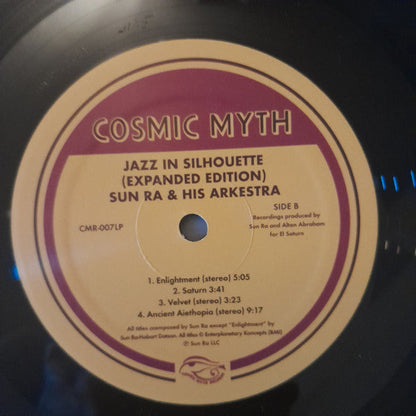 COSMIC MYTH
JAZZ IN SILHOUETTE
(EXPANDED EDITION)
SUN RA & HIS ARKESTRA
CMR-007LP
SIDE B
Recordings produced by
Sun Ra and Alton Abraham
for El Saturn
1. Enlightment (stereo) 5:05
2. Saturn 3:41
3. Velvet (stereo) 3:23
4. Ancient Aiethopia (stereo) 9:17
All titles composed by Sun Ra except "Enlightment" by
Sun Ra-Hobart Dotson. All titles © Enterplanetary Koncepts (BMI)
℗ Sun Ra LLC